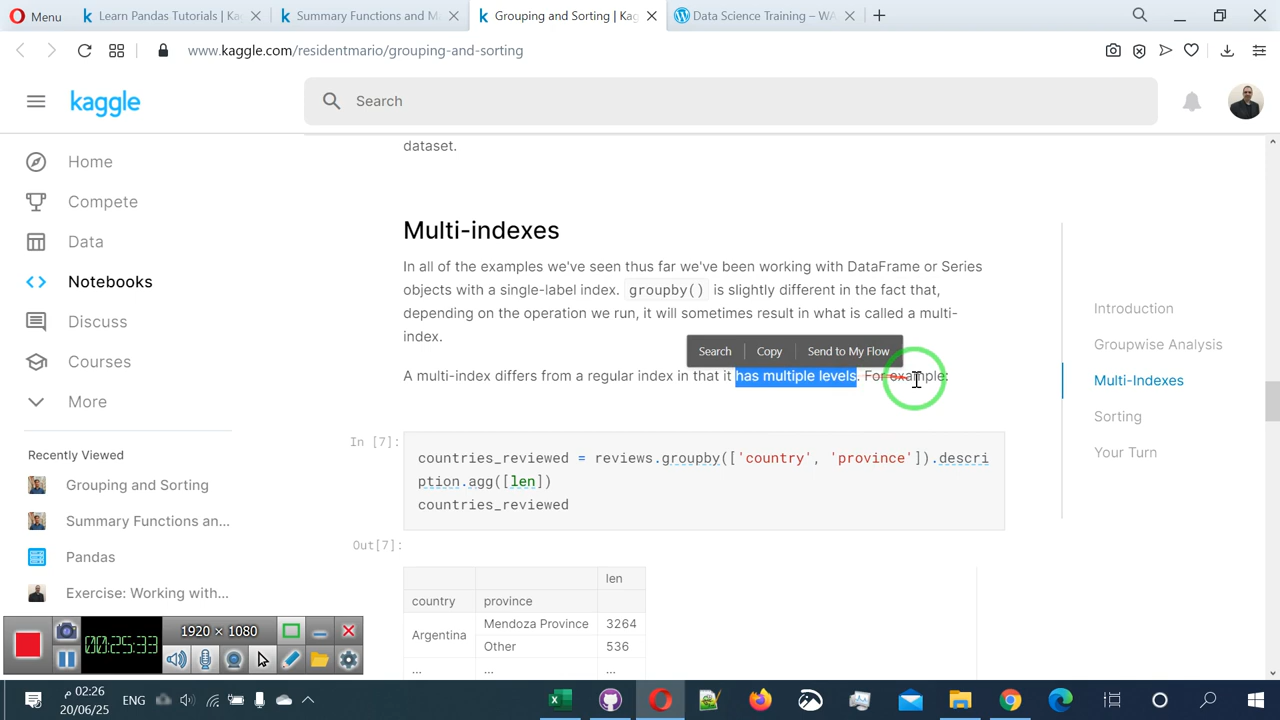 Menu
Learn Pandas Tutorials | Ka
Summary Functions and M
Grouping and Sorting | Kag
Data Science Training – WA
www.kaggle.com/residentmario/grouping-and-sorting
kaggle
Search
Home
Compete
Data
Notebooks
Discuss
Courses
More
Recently Viewed
Grouping and Sorting
Summary Functions an...
Pandas
Exercise: Working with...
dataset.
Multi-indexes
In all of the examples we've seen thus far we've been working with DataFrame or Series
objects with a single-label index. groupby() is slightly different in the fact that,
depending on the operation we run, it will sometimes result in what is called a multi-
index.
Search Copy Send to My Flow
A multi-index differs from a regular index in that it has multiple levels. For example:
In [7]:
countries_reviewed = reviews.groupby(['country', 'province']).descri
ption.agg([len])
countries_reviewed
Out[7]:
len
country province
Argentina
Mendoza Province 3264
Other 536
... ... ...
Introduction
Groupwise Analysis
Multi-Indexes
Sorting
Your Turn
00:25:33
1920 × 1080
02:26 م
20/06/25
ENG